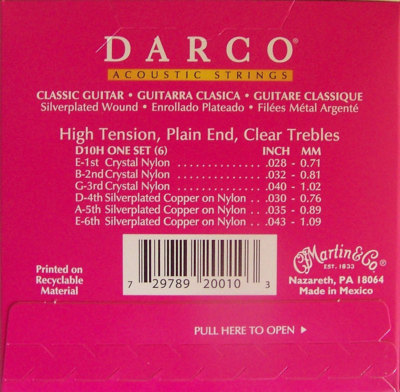 DARCO®
ACOUSTIC STRINGS
CLASSIC GUITAR • GUITARRA CLASICA • GUITARE CLASSIQUE
Silverplated Wound • Enrollado Plateado • Filées Métal Argenté
High Tension, Plain End, Clear Trebles
D10H ONE SET (6) INCH MM
E-1st Crystal Nylon .............. .028 - 0.71
B-2nd Crystal Nylon .............. .032 - 0.81
G-3rd Crystal Nylon .............. .040 - 1.02
D-4th Silverplated Copper on Nylon .. .030 - 0.76
A-5th Silverplated Copper on Nylon .. .035 - 0.89
E-6th Silverplated Copper on Nylon .. .043 - 1.09
Printed on
Recyclable
Material
7 29789 20010 3
Martin & Co
EST. 1833
Nazareth, PA 18064
Made in Mexico
PULL HERE TO OPEN ▶